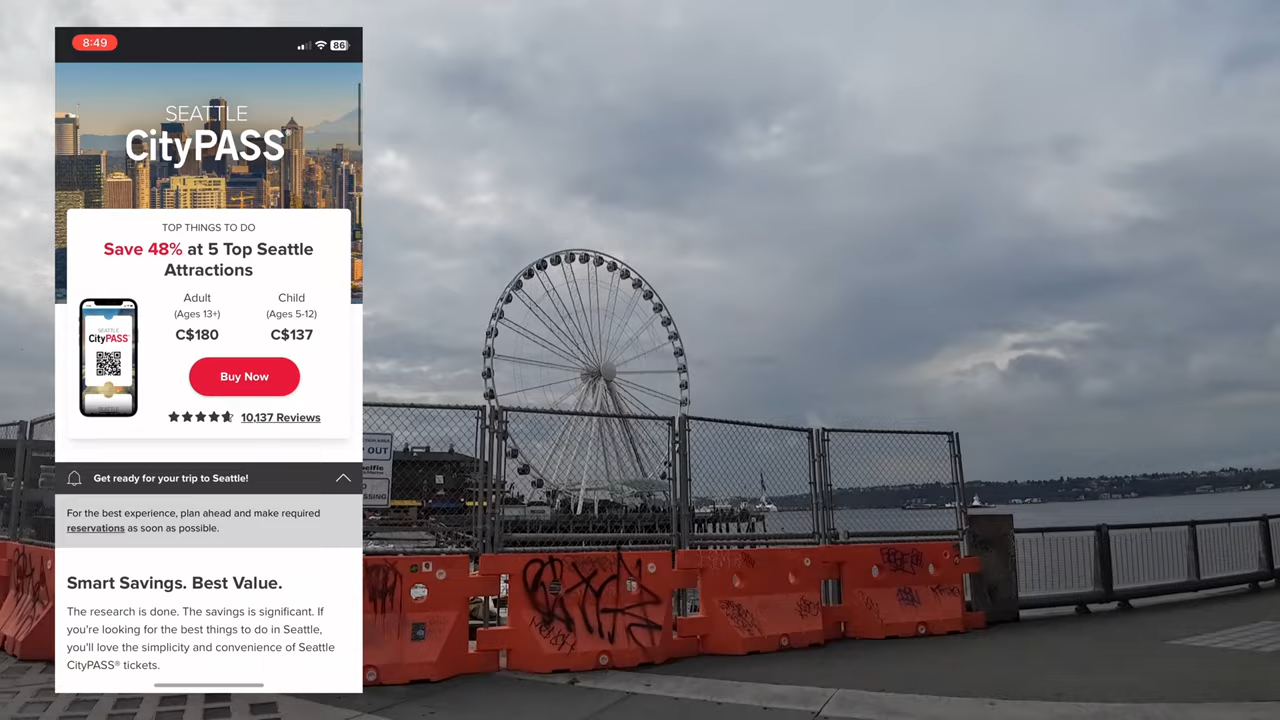 8:49
86
SEATTLE
CityPASS®
TOP THINGS TO DO
Save 48% at 5 Top Seattle
Attractions
Adult
Child
(Ages 13+)
(Ages 5-12)
C$180
C$137
SEATTLE
CityPASS
Buy Now
10,137 Reviews
Get ready for your trip to Seattle!
For the best experience, plan ahead and make required
reservations as soon as possible.
Smart Savings. Best Value.
The research is done. The savings is significant. If
you're looking for the best things to do in Seattle,
you'll love the simplicity and convenience of Seattle
CityPASS® tickets.
OUT